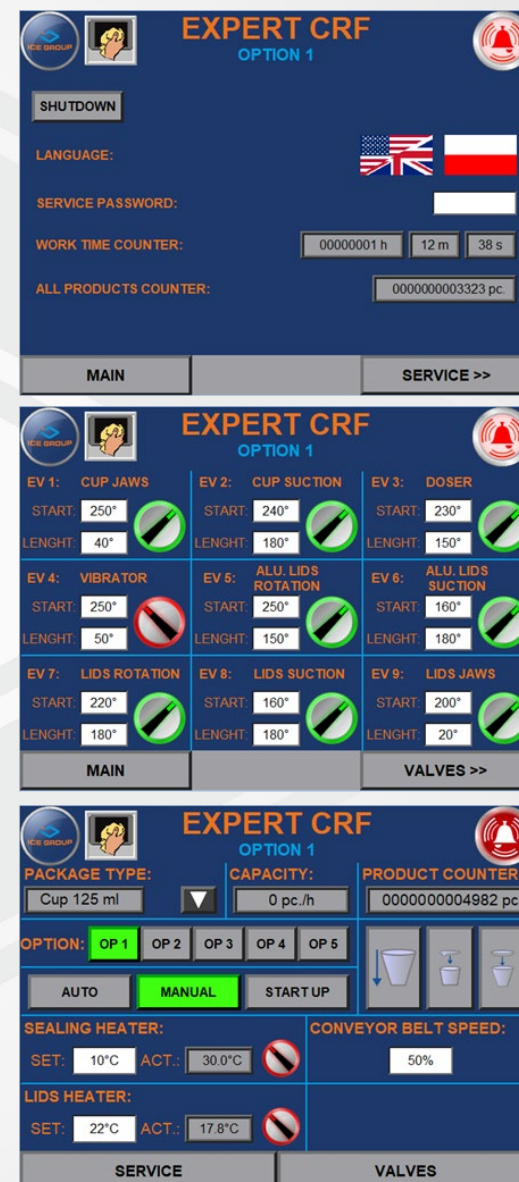 EXPERT CRF
ICE GROUP
OPTION 1
SHUTDOWN
LANGUAGE:
SERVICE PASSWORD:
WORK TIME COUNTER: 00000001 h 12 m 38 s
ALL PRODUCTS COUNTER: 0000000003323 pc.
MAIN SERVICE >>
EXPERT CRF
ICE GROUP
OPTION 1
EV 1: CUP JAWS EV 2: CUP SUCTION EV 3: DOSER
START: 250° START: 240° START: 230°
LENGHT: 40° LENGHT: 180° LENGHT: 150°
EV 4: VIBRATOR EV 5: ALU. LIDS ROTATION EV 6: ALU. LIDS SUCTION
START: 250° START: 250° START: 160°
LENGHT: 50° LENGHT: 150° LENGHT: 180°
EV 7: LIDS ROTATION EV 8: LIDS SUCTION EV 9: LIDS JAWS
START: 220° START: 160° START: 200°
LENGHT: 180° LENGHT: 180° LENGHT: 20°
MAIN VALVES >>
EXPERT CRF
ICE GROUP
OPTION 1
PACKAGE TYPE: CAPACITY: PRODUCT COUNTER
Cup 125 ml 0 pc./h 0000000004982 pc
OPTION: OP 1 OP 2 OP 3 OP 4 OP 5
AUTO MANUAL START UP
SEALING HEATER: CONVEYOR BELT SPEED:
SET: 10°C ACT.: 30.0°C 50%
LIDS HEATER:
SET: 22°C ACT.: 17.8°C
SERVICE VALVES